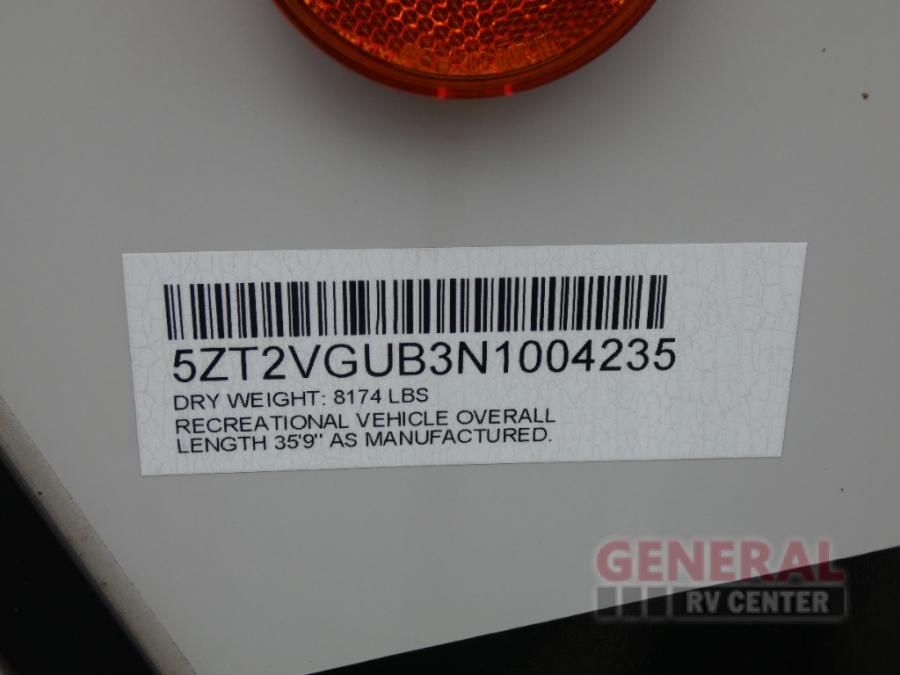 5ZT2VGUB3N1004235
DRY WEIGHT: 8174 LBS
RECREATIONAL VEHICLE OVERALL
LENGTH 35'9" AS MANUFACTURED.
GENERAL
RV CENTER